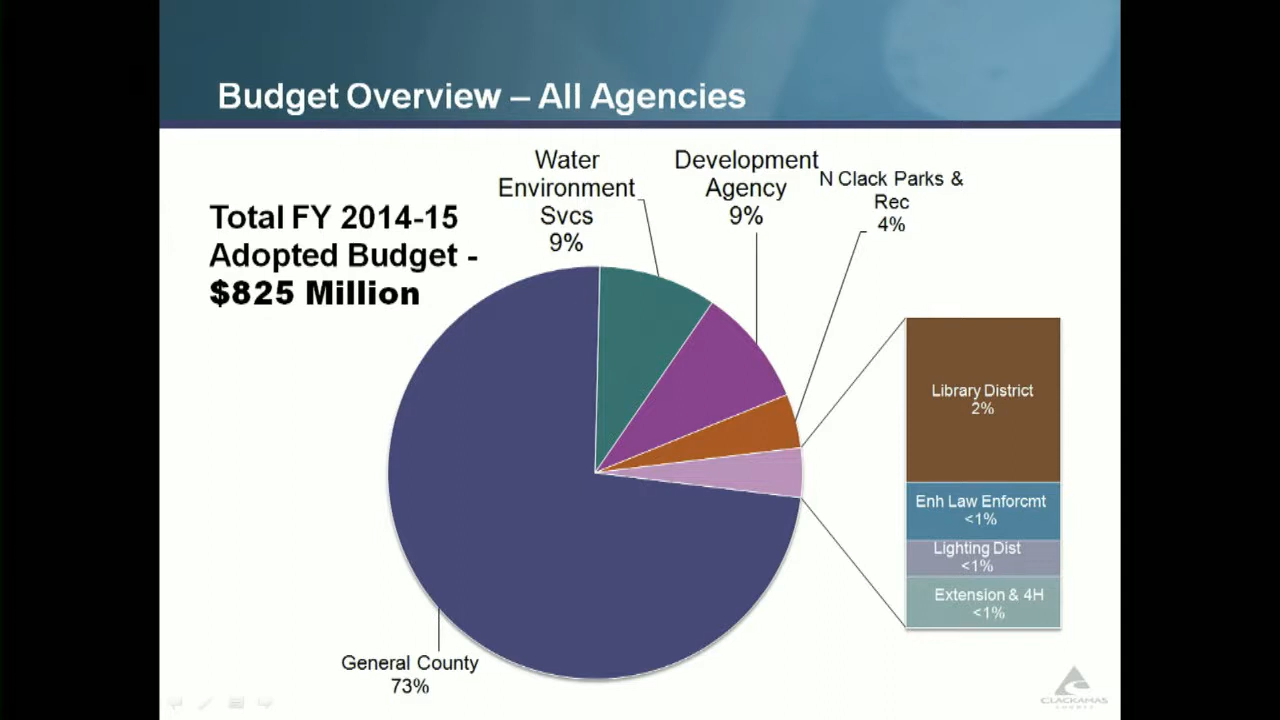 Budget Overview – All Agencies
Total FY 2014-15
Adopted Budget -
$825 Million
Water
Environment
Svcs
9%
Development
Agency
9%
N Clack Parks &
Rec
4%
Library District
2%
Enh Law Enforcmt
<1%
Lighting Dist
<1%
Extension & 4H
<1%
General County
73%
CLACKAMAS
COUNTY